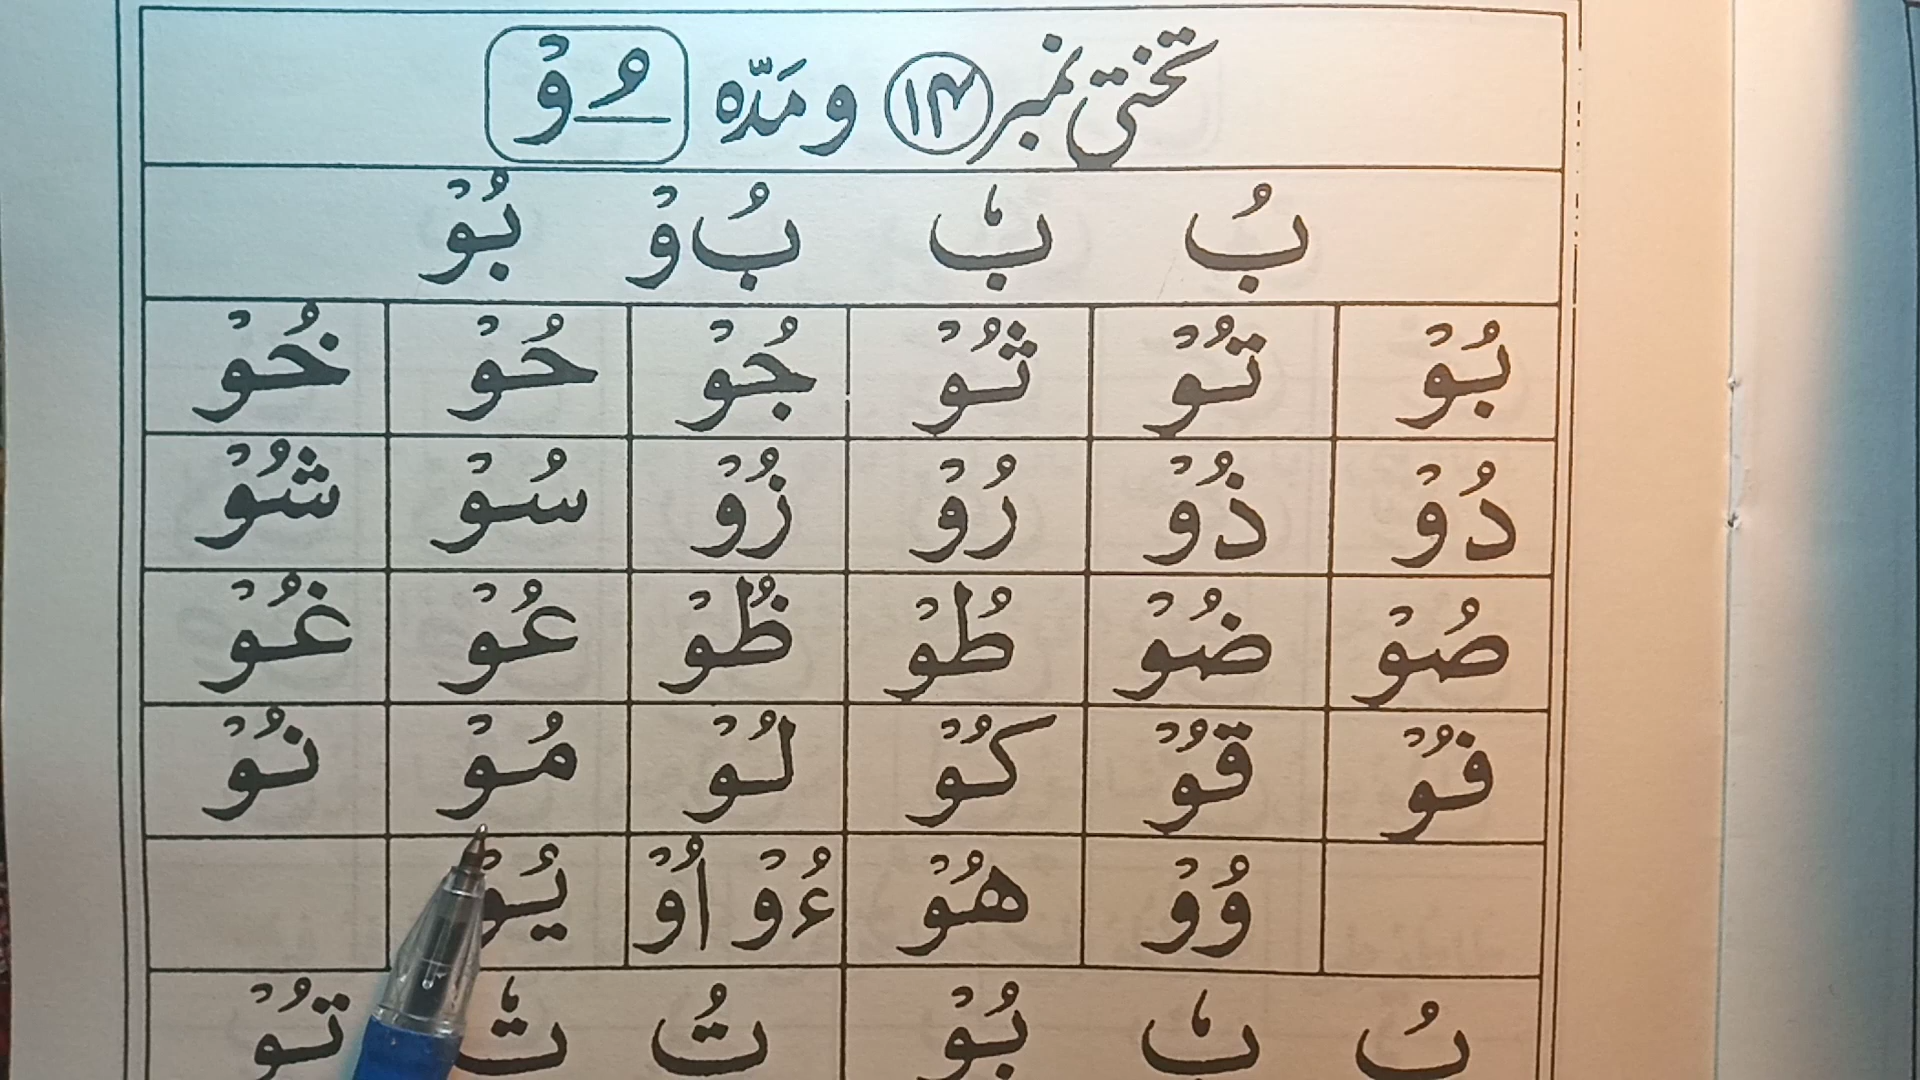 تختی نمبر ۱۴ و مدّہ ـُـ وْ
بُ بٗ بُ وْ بُوْ
بُوْ تُوْ ثُوْ جُوْ حُوْ خُوْ
دُوْ ذُوْ رُوْ زُوْ سُوْ شُوْ
صُوْ ضُوْ طُوْ ظُوْ عُوْ غُوْ
فُوْ قُوْ كُوْ لُوْ مُوْ نُوْ
وُوْ هُوْ ءُوْ اُوْ يُوْ
بُ بٗ بُوْ تُ تٗ تُوْ